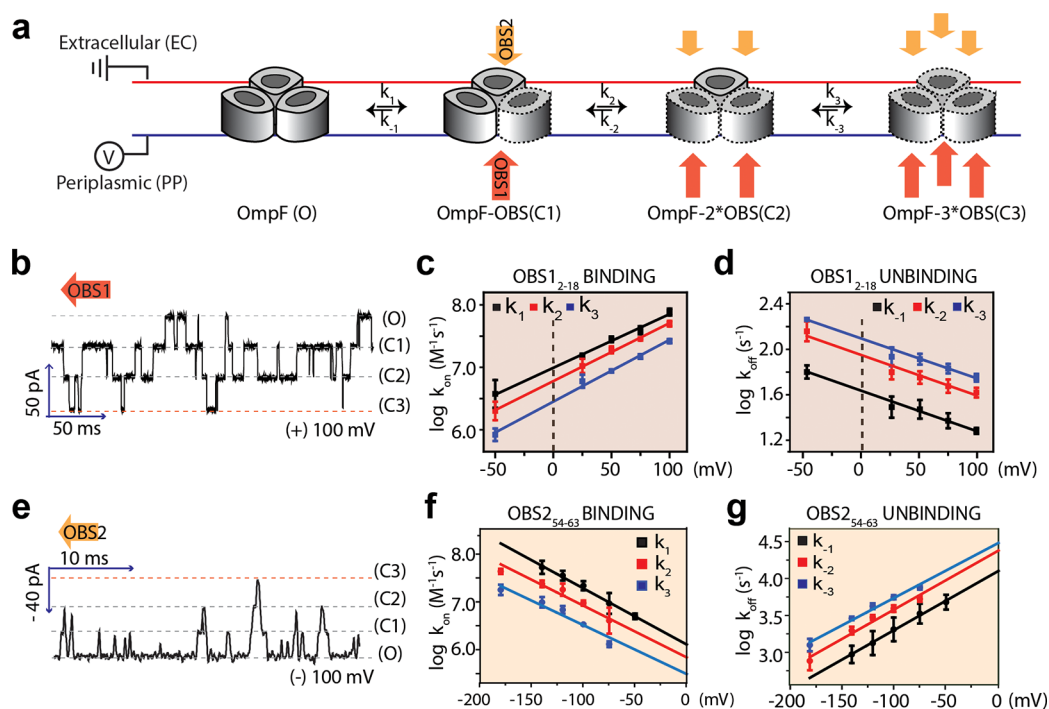 a
Extracellular (EC)
Periplasmic (PP)
V
OBS2
OBS1
k1
k-1
k2
k-2
k3
k-3
OmpF (O)
OmpF-OBS(C1)
OmpF-2*OBS(C2)
OmpF-3*OBS(C3)
b
OBS1
(O)
(C1)
(C2)
(C3)
50 pA
50 ms
(+) 100 mV
c
OBS12-18 BINDING
k1
k2
k3
log kon (M-1s-1)
8.0
7.0
6.0
-50
0
25
50
75
100
(mV)
d
OBS12-18 UNBINDING
k-1
k-2
k-3
log koff (s-1)
2.4
2.0
1.6
1.2
-50
0
25
50
75
100
(mV)
e
OBS2
10 ms
-40 pA
(C3)
(C2)
(C1)
(O)
(-) 100 mV
f
OBS254-63 BINDING
k1
k2
k3
log kon (M-1s-1)
8.0
7.0
6.0
-200
-150
-100
-50
0
(mV)
g
OBS254-63 UNBINDING
k-1
k-2
k-3
log koff (s-1)
4.5
4.0
3.5
3.0
-200
-150
-100
-50
0
(mV)